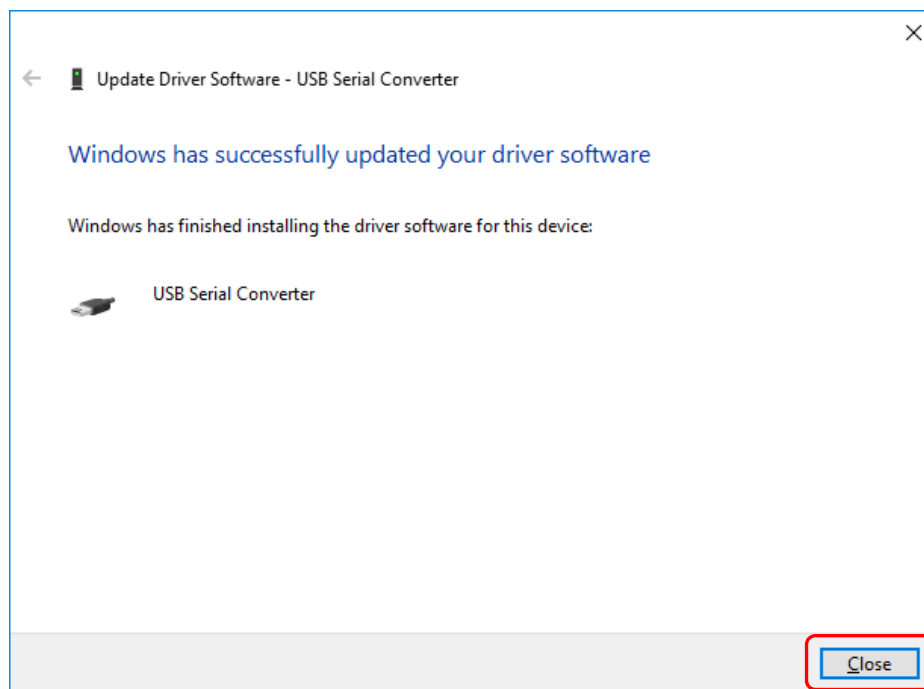 Update Driver Software - USB Serial Converter
Windows has successfully updated your driver software
Windows has finished installing the driver software for this device:
USB Serial Converter
Close